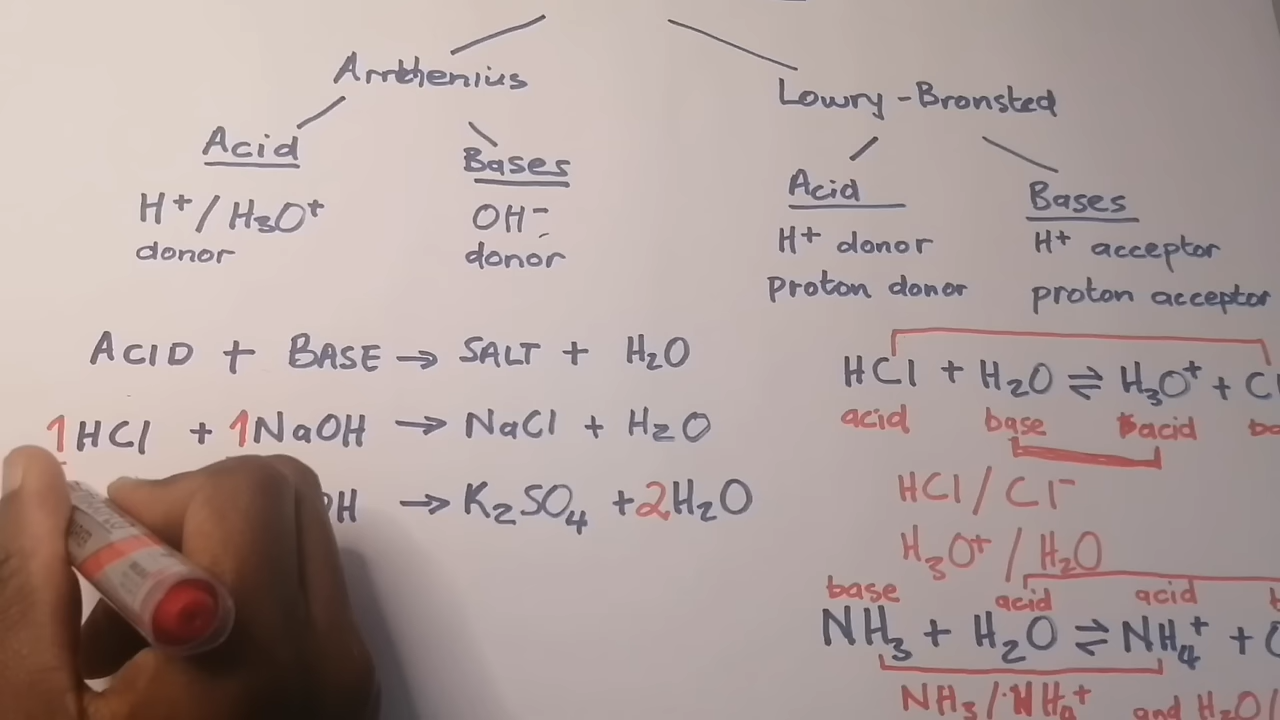 Arrhenius
Acid
H+/H3O+
donor
Bases
OH-
donor
Lowry-Bronsted
Acid
H+ donor
Proton donor
Bases
H+ acceptor
proton acceptor
ACID + BASE → SALT + H2O
1HCl + 1NaOH → NaCl + H2O
→ K2SO4 + 2H2O
HCl + H2O ⇌ H3O+ +
acid base acid
HCl/Cl-
H3O+/H2O
base acid acid
NH3 + H2O ⇌ NH4+ +
NH3/NH4+ and H2O/